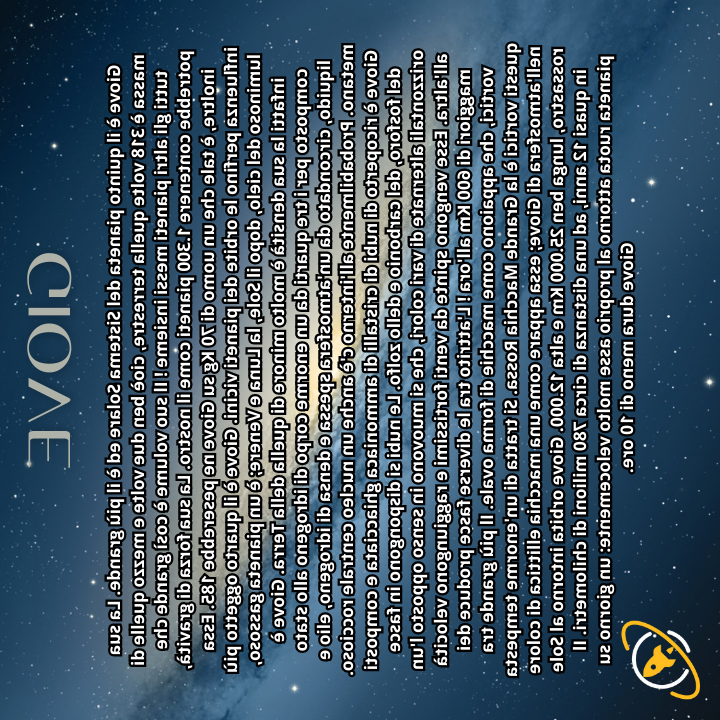 GIOVE
Giove è il quinto pianeta del Sistema Solare ed è il più grande. La sua
massa è 318 volte quella terrestre, cioè ben due volte e mezzo quello di
tutti gli altri pianeti messi insieme! Il suo volume è così grande che
potrebbe contenere 1.300 pianeti come il nostro. La sua forza di gravità,
inoltre, è tale che un uomo di 70 Kg su Giove ne peserebbe 185. Essa
influenza perfino le orbite dei pianeti vicini. Giove è il quarto oggetto più
luminoso del cielo, dopo il Sole, la Luna e Venere; è un pianeta gassoso,
infatti la sua densità è molto minore di quella della Terra. Giove è
composto per i tre quarti da un enorme corpo di idrogeno allo stato
liquido, circondato da un'atmosfera spessa e densa di idrogeno, elio e
metano. Probabilmente all'interno c'è anche un nucleo centrale roccioso.
Giove è ricoperto di nubi di cristalli di ammoniaca ghiacciata e composti
del fosforo, del carbonio e dello zolfo. Le nubi si dispongono in fasce
orizzontali alternate di vari colori, che si muovono in senso opposto l'un
all'altra. Esse vengono spinte da venti fortissimi e raggiungono velocità
maggiori di 600 Km all'ora! L'attrito tra le diverse fasce produce dei
vortici, che appaiono come macchie di forma ovale. Il più grande tra
questi vortici è la Grande Macchia Rossa. Si tratta di un'enorme tempesta
nell'atmosfera di Giove; essa appare come una macchia ellittica di colore
rossastro, lunga ben 25.000 Km e alta 12.000. Giove orbita intorno al Sole
in quasi 12 anni, ad una distanza di circa 780 milioni di chilometri. Il
pianeta ruota attorno al proprio asse molto velocemente: un giorno su
Giove dura meno di 10 ore.